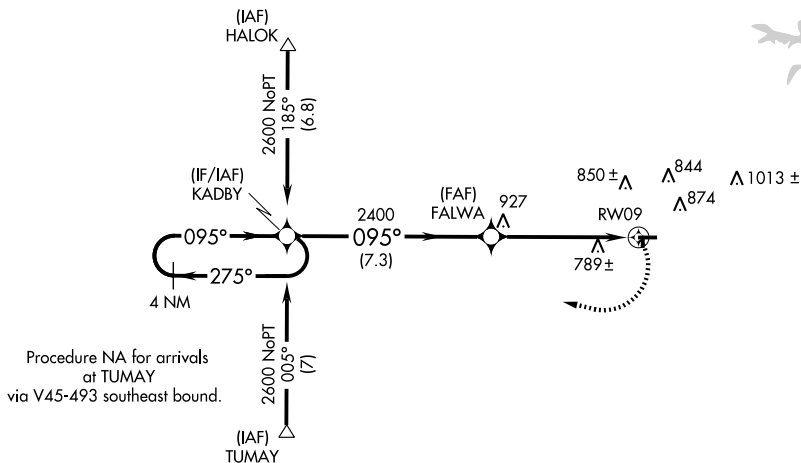 (IAF)
HALOK
2600 NoPT
185°
(6.8)
(IF/IAF)
KADBY
095°
275°
4 NM
2400
095°
(7.3)
(FAF)
FALWA
927
850 ±
844
874
1013 ±
RW09
789 ±
2600 NoPT
005°
(7)
Procedure NA for arrivals
at TUMAY
via V45-493 southeast bound.
(IAF)
TUMAY